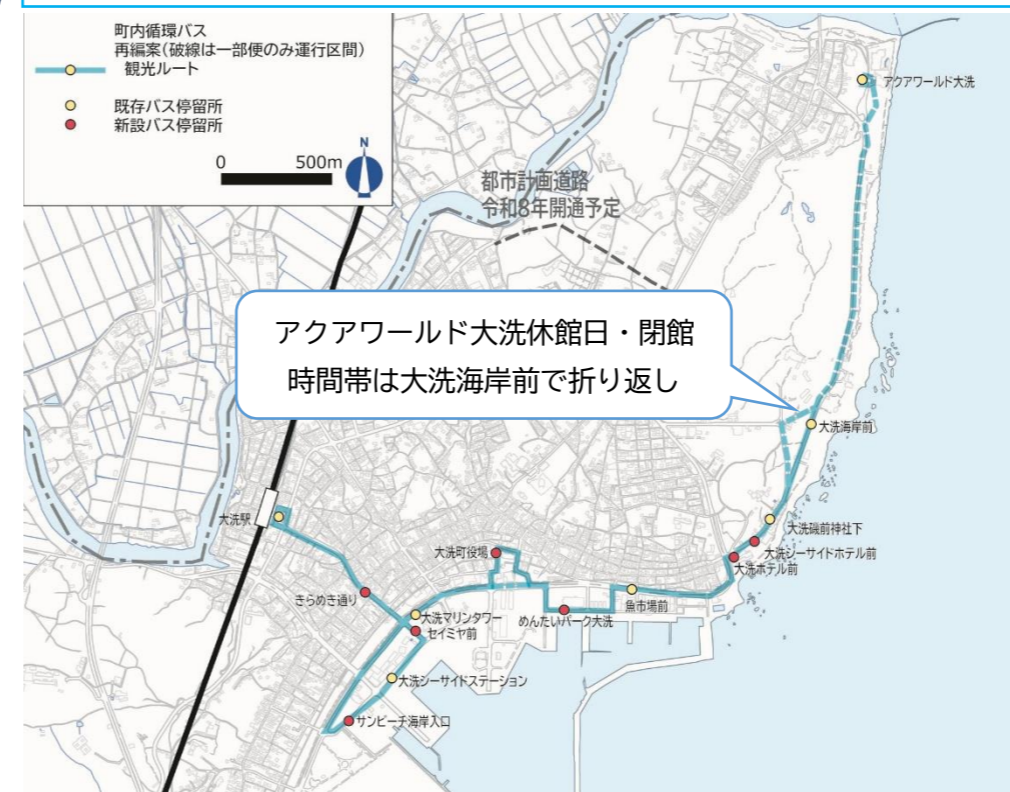 町内循環バス
再編案(破線は一部便のみ運行区間)
観光ルート
既存バス停留所
新設バス停留所
0 500m
N
都市計画道路
令和8年開通予定
アクアワールド大洗
アクアワールド大洗休館日・閉館
時間帯は大洗海岸前で折り返し
大洗海岸前
大洗駅
大洗磯前神社下
大洗町役場
大洗シーサイドホテル前
大洗ホテル前
きらめき通り
魚市場前
大洗マリンタワー
めんたいパーク大洗
セイミヤ前
大洗シーサイドステーション
サンビーチ海岸入口